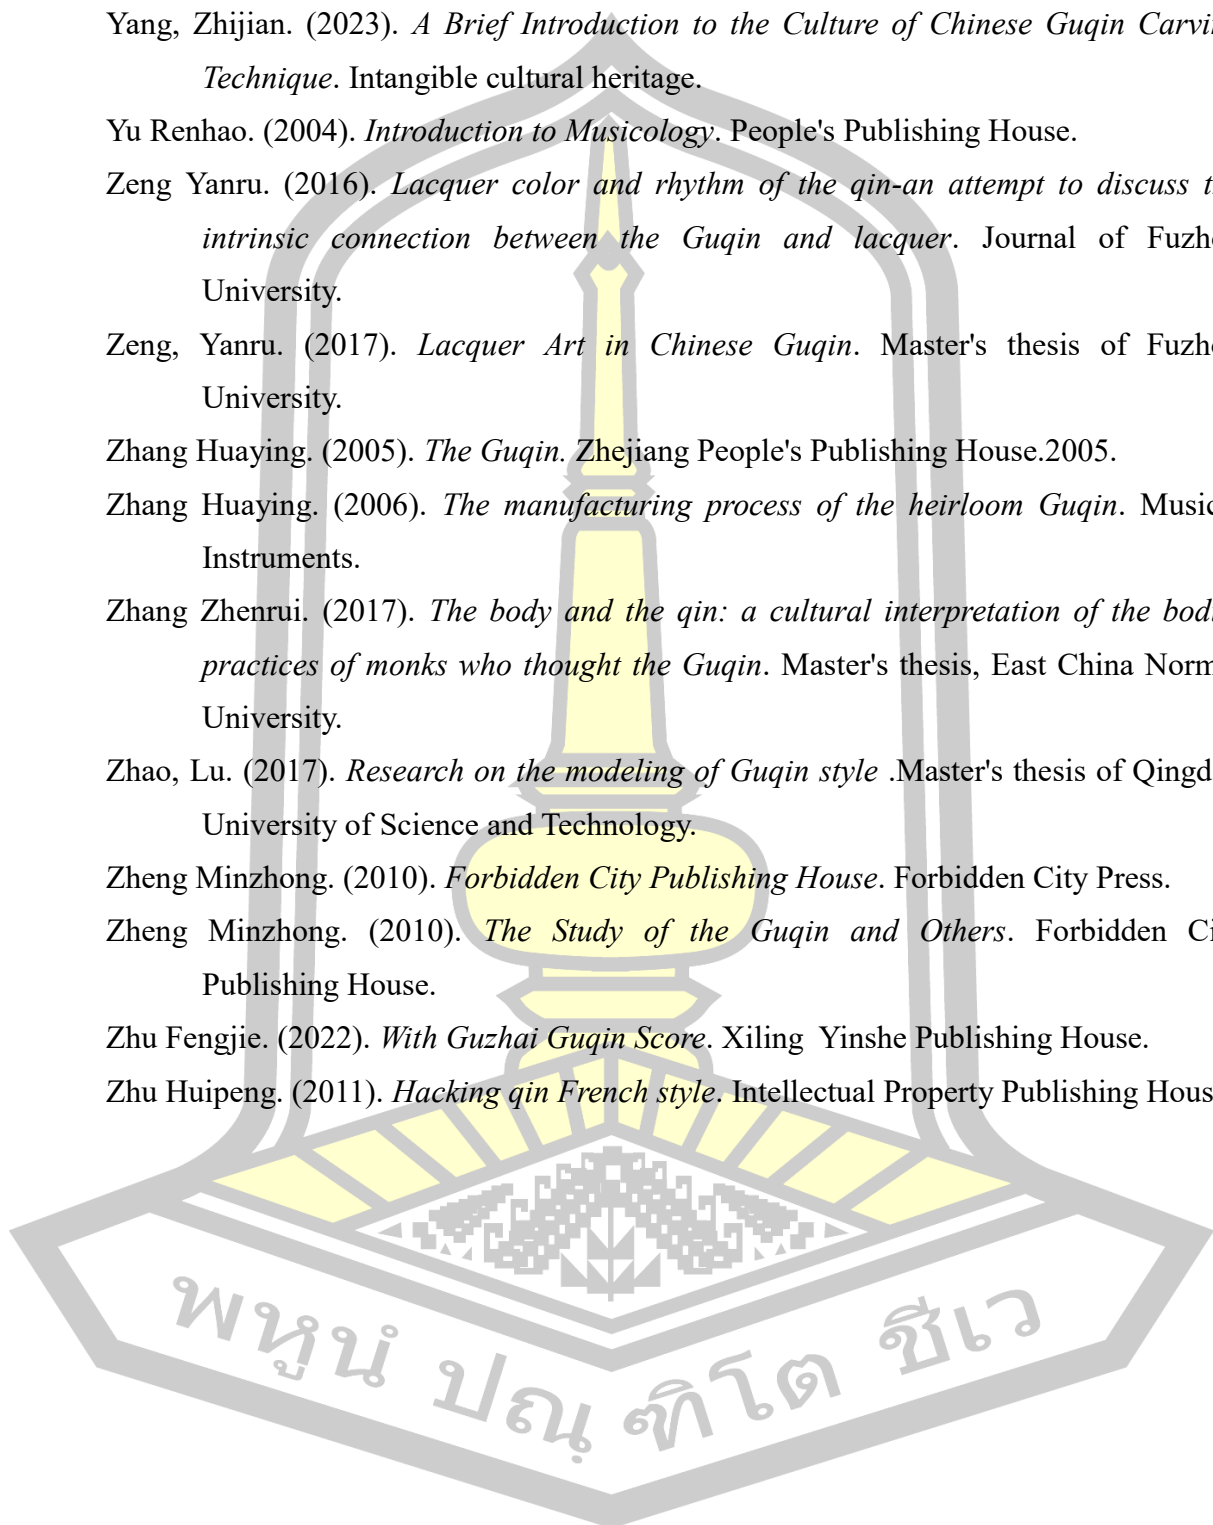 Yang, Zhijian. (2023). A Brief Introduction to the Culture of Chinese Guqin
Technique. Intangible cultural heritage.
Yu Renhao. (2004). Introduction to Musicology. People's Publishing House.
Zeng Yanru. (2016). Lacquer color and rhythm of the qin-an attempt to discuss
intrinsic connection between the Guqin and lacquer. Journal of
University.
Zeng, Yanru. (2017). Lacquer Art in Chinese Guqin. Master's thesis of
University.
Zhang Huaying. (2005). The Guqin. Zhejiang People's Publishing House.2005.
Zhang Huaying. (2006). The manufacturing process of the heirloom Guqin. Music
Instruments.
Zhang Zhenrui. (2017). The body and the qin: a cultural interpretation of the
practices of monks who thought the Guqin. Master's thesis, East China Norm
University.
Zhao, Lu. (2017). Research on the modeling of Guqin style .Master's thesis of
University of Science and Technology.
Zheng Minzhong. (2010). Forbidden City Publishing House. Forbidden City Press.
Zheng Minzhong. (2010). The Study of the Guqin and Others. Forbidden
Publishing House.
Zhu Fengjie. (2022). With Guzhai Guqin Score. Xiling Yinshe Publishing House.
Zhu Huipeng. (2011). Hacking qin French style. Intellectual Property Publishing Hous
พหูนํ ปณฺฑิโต ชีเว